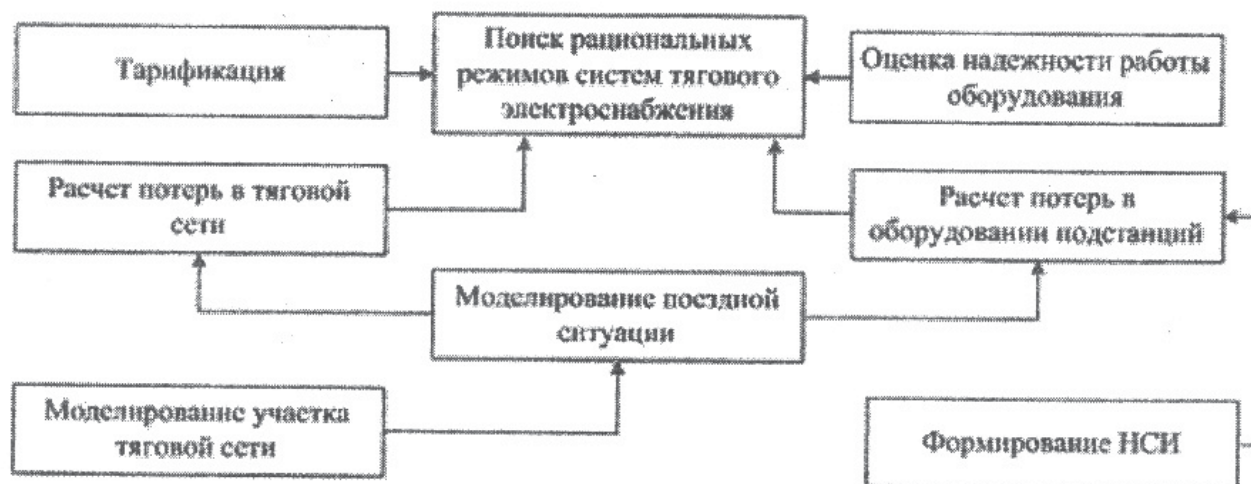 Тарификация
Поиск рациональных
режимов систем тягового
электроснабжения
Оценка надежности работы
оборудования
Расчет потерь в тяговой
сети
Расчет потерь в
оборудовании подстанций
Моделирование поездной
ситуации
Моделирование участка
тяговой сети
Формирование НСИ